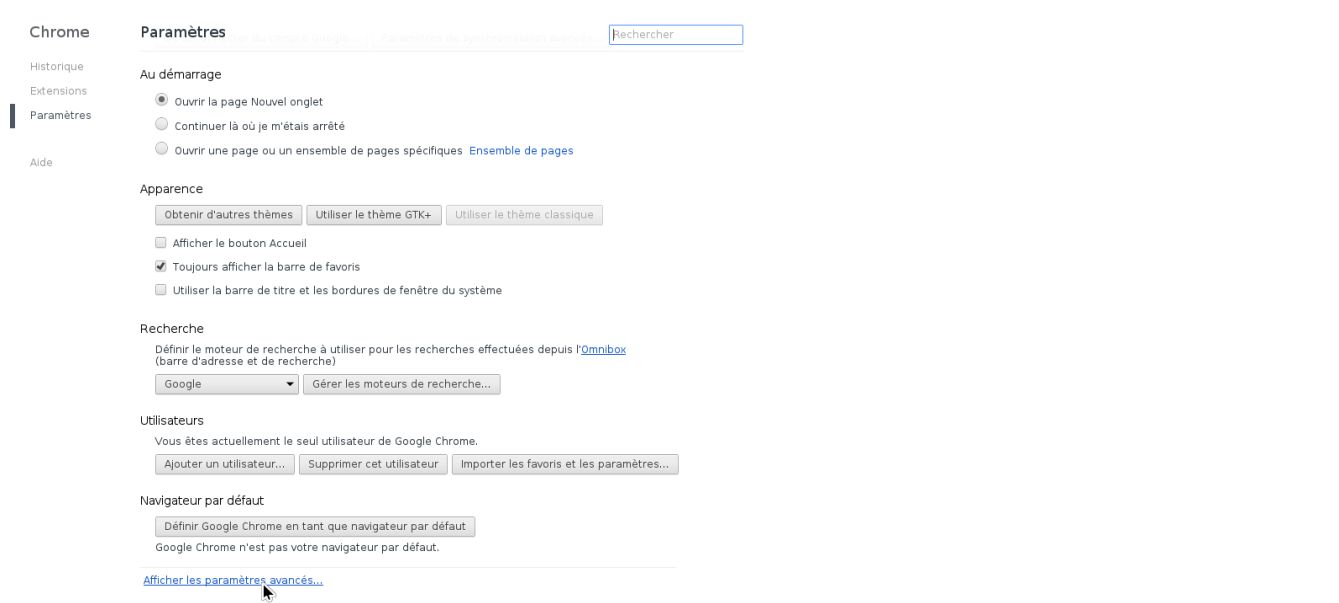 Chrome
Paramètres
Rechercher
Historique
Extensions
Paramètres
Aide
Au démarrage
Ouvrir la page Nouvel onglet
Continuer là où je m'étais arrêté
Ouvrir une page ou un ensemble de pages spécifiques Ensemble de pages
Apparence
Obtenir d'autres thèmes Utiliser le thème GTK+ Utiliser le thème classique
Afficher le bouton Accueil
Toujours afficher la barre de favoris
Utiliser la barre de titre et les bordures de fenêtre du système
Recherche
Définir le moteur de recherche à utiliser pour les recherches effectuées depuis l'Omnibox
(barre d'adresse et de recherche)
Google Gérer les moteurs de recherche...
Utilisateurs
Vous êtes actuellement le seul utilisateur de Google Chrome.
Ajouter un utilisateur... Supprimer cet utilisateur Importer les favoris et les paramètres...
Navigateur par défaut
Définir Google Chrome en tant que navigateur par défaut
Google Chrome n'est pas votre navigateur par défaut.
Afficher les paramètres avancés...